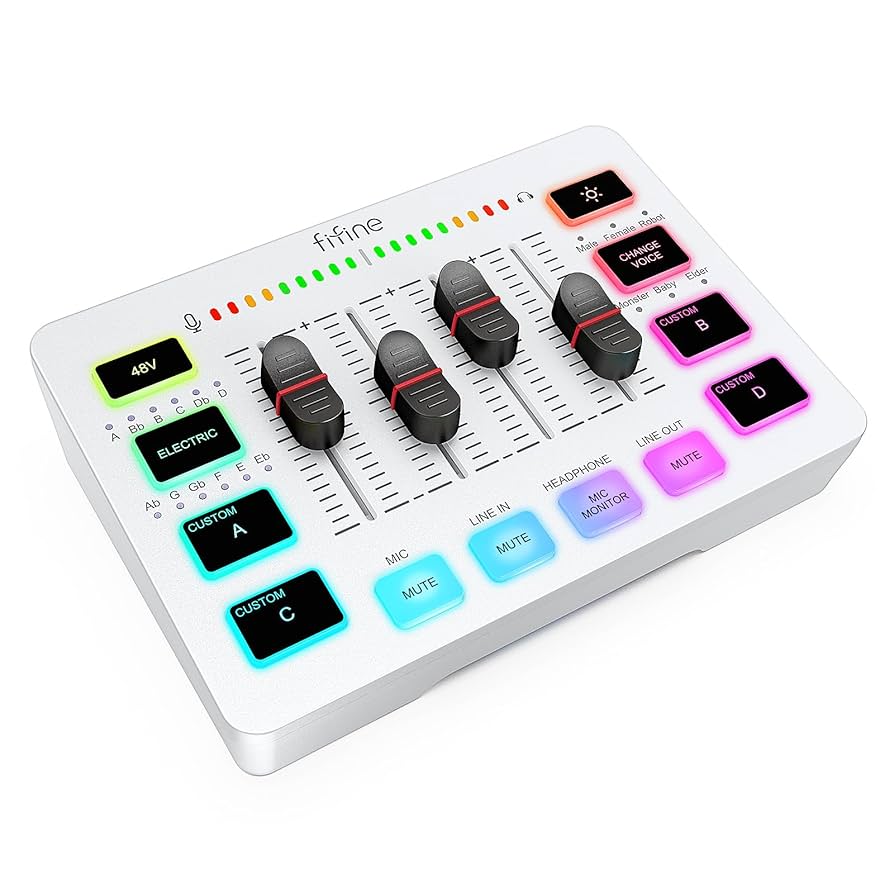 fifine
48V
A Bb B C Db D
ELECTRIC
Ab G Gb F E Eb
CUSTOM
A
CUSTOM
C
+
+
Male Female Robot
CHANGE
VOICE
Monster Baby Elder
CUSTOM
B
CUSTOM
D
MIC
MUTE
LINE IN
MUTE
HEADPHONE
MIC
MONITOR
LINE OUT
MUTE